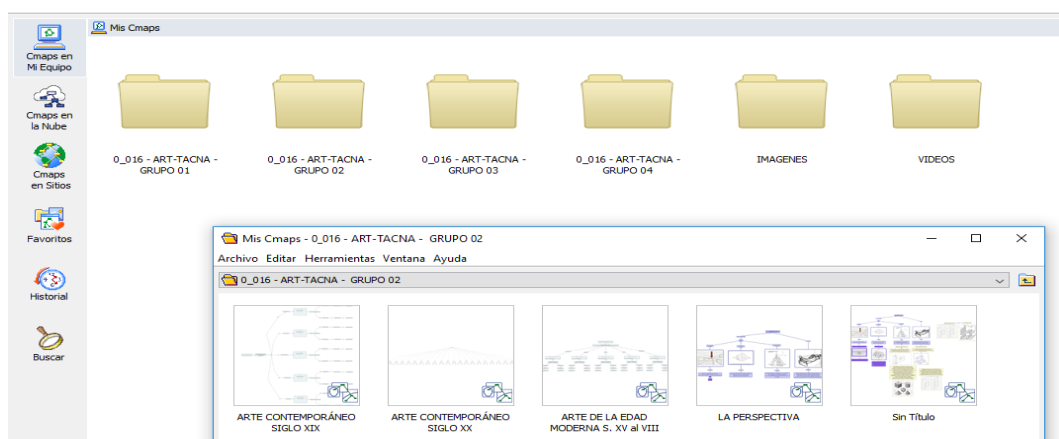 Mis Cmaps
Cmaps en
Mi Equipo
Cmaps en
la Nube
Cmaps
en Sitios
Favoritos
Historial
Buscar
0_016 - ART-TACNA -
GRUPO 01
0_016 - ART-TACNA -
GRUPO 02
0_016 - ART-TACNA -
GRUPO 03
0_016 - ART-TACNA -
GRUPO 04
IMAGENES
VIDEOS
Mis Cmaps - 0_016 - ART-TACNA - GRUPO 02
Archivo Editar Herramientas Ventana Ayuda
0_016 - ART-TACNA - GRUPO 02
ARTE CONTEMPORÁNEO
SIGLO XIX
ARTE CONTEMPORÁNEO
SIGLO XX
ARTE DE LA EDAD
MODERNA S. XV al VIII
LA PERSPECTIVA
Sin Título